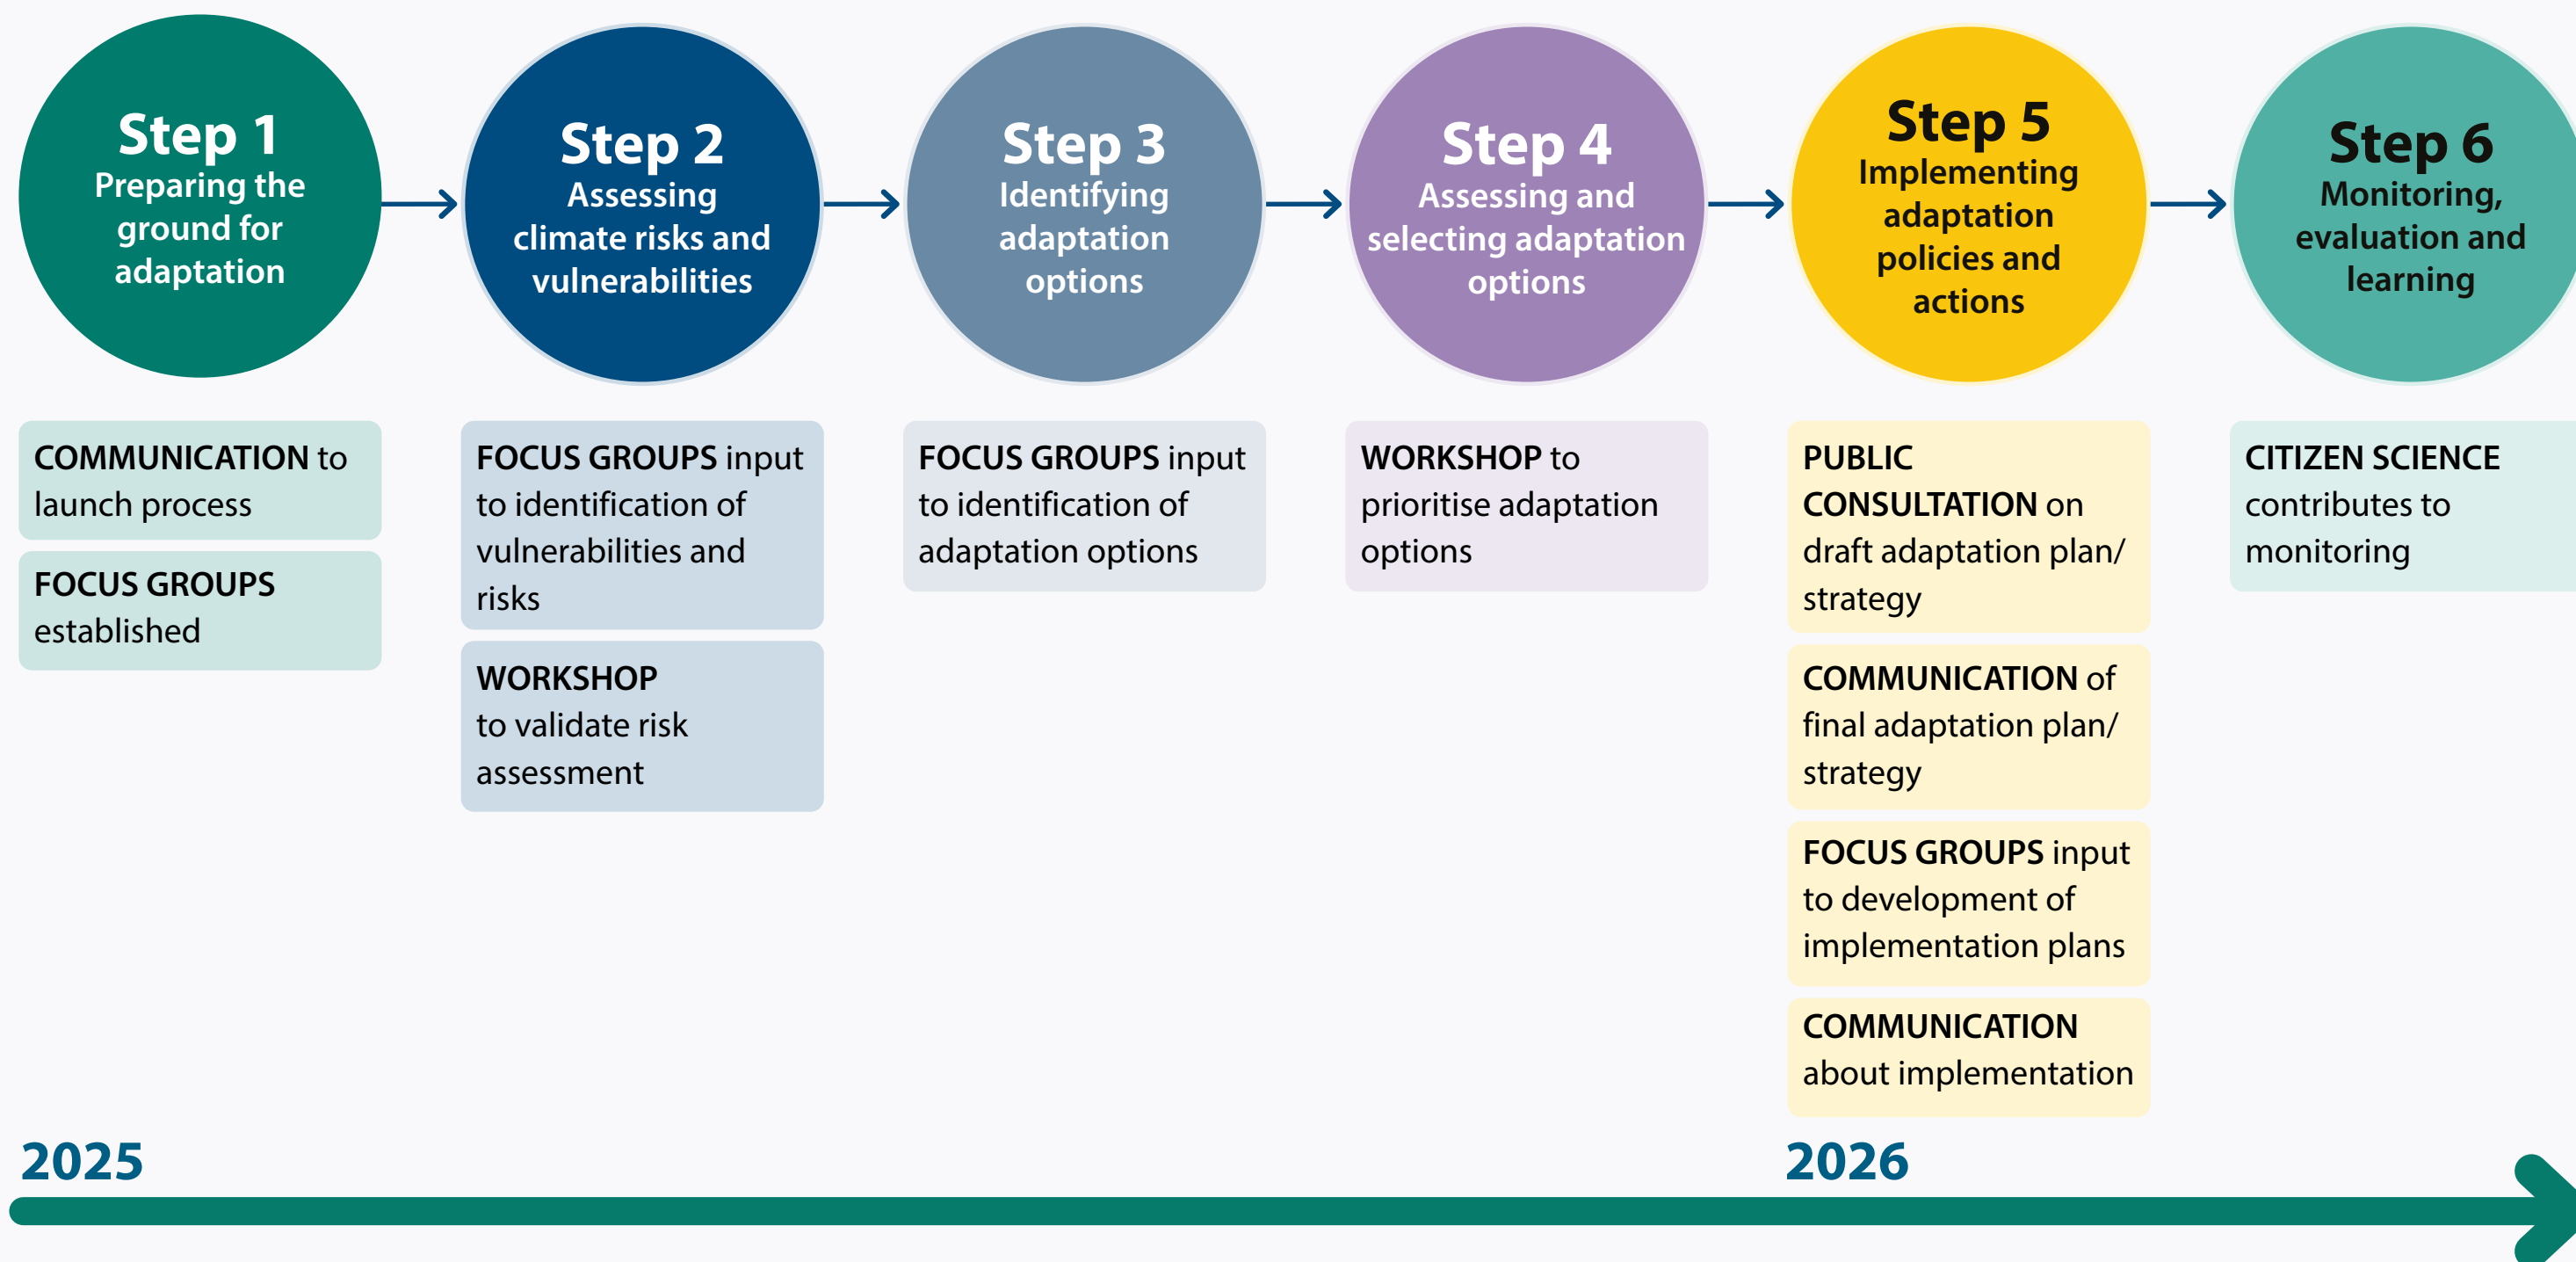 Step 1
Preparing the
ground for
adaptation
Step 2
Assessing
climate risks and
vulnerabilities
Step 3
Identifying
adaptation
options
Step 4
Assessing and
selecting adaptation
options
Step 5
Implementing
adaptation
policies and
actions
Step 6
Monitoring,
evaluation and
learning
COMMUNICATION to
launch process
FOCUS GROUPS
established
FOCUS GROUPS input
to identification of
vulnerabilities and
risks
WORKSHOP
to validate risk
assessment
FOCUS GROUPS input
to identification of
adaptation options
WORKSHOP to
prioritise adaptation
options
PUBLIC
CONSULTATION on
draft adaptation plan/
strategy
COMMUNICATION of
final adaptation plan/
strategy
FOCUS GROUPS input
to development of
implementation plans
COMMUNICATION
about implementation
CITIZEN SCIENCE
contributes to
monitoring
2025
2026